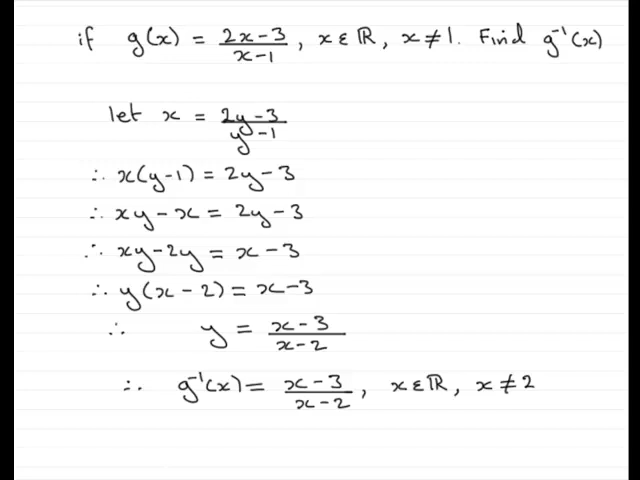 if g(x) = (2x-3)/(x-1), x∈ℝ, x≠1. Find g⁻¹(x)
let x = (2y-3)/(y-1)
∴ x(y-1) = 2y-3
∴ xy-x = 2y-3
∴ xy-2y = x-3
∴ y(x-2) = x-3
∴ y = (x-3)/(x-2)
∴ g⁻¹(x) = (x-3)/(x-2), x∈ℝ, x≠2